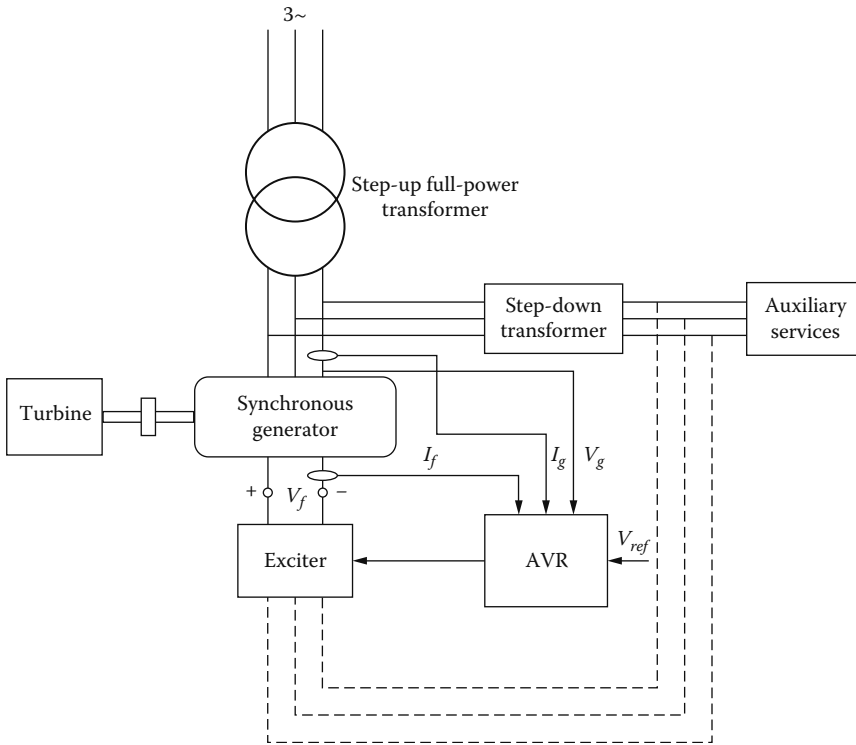 3~
Step-up full-power
transformer
Step-down
transformer
Auxiliary
services
Turbine
Synchronous
generator
I_f
I_g
V_g
+
V_f
−
Exciter
AVR
V_ref